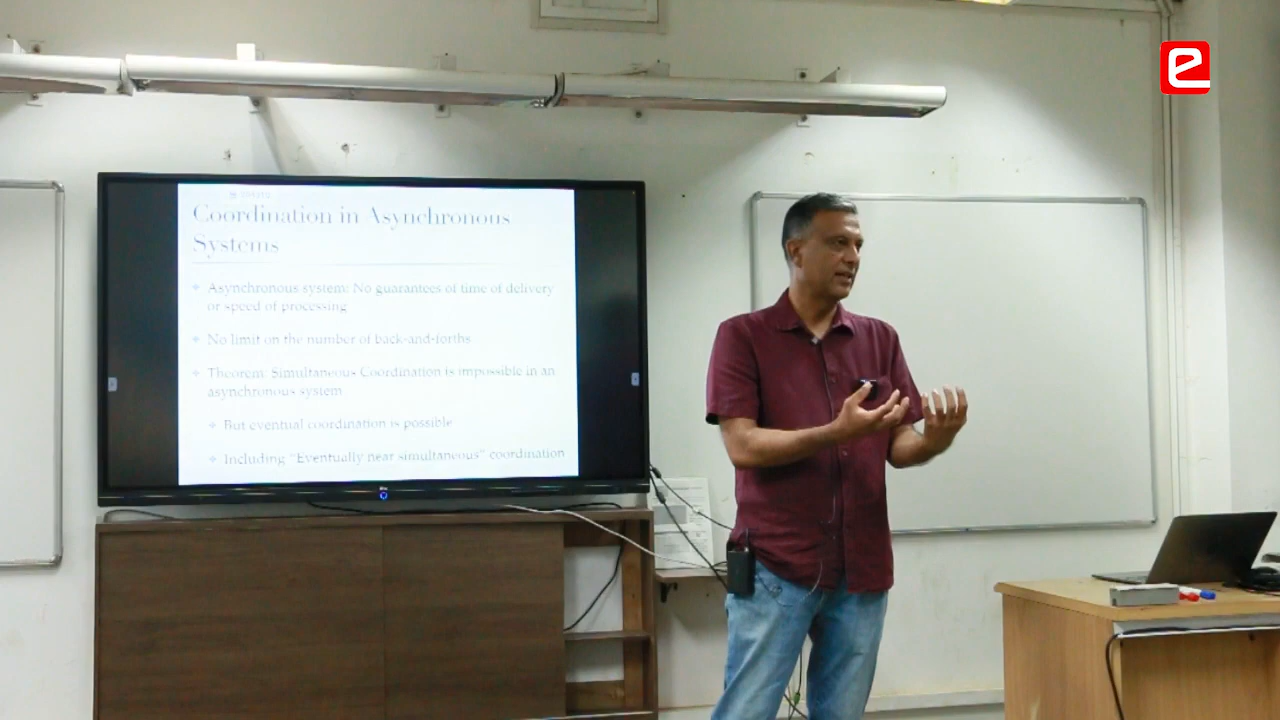 Coordination in Asynchronous
Systems
Asynchronous system: No guarantees of time of delivery
or speed of processing
No limit on the number of back-and-forths
Theorem: Simultaneous Coordination is impossible in an
asynchronous system
But eventual coordination is possible
Including "Eventually near simultaneous" coordination
e